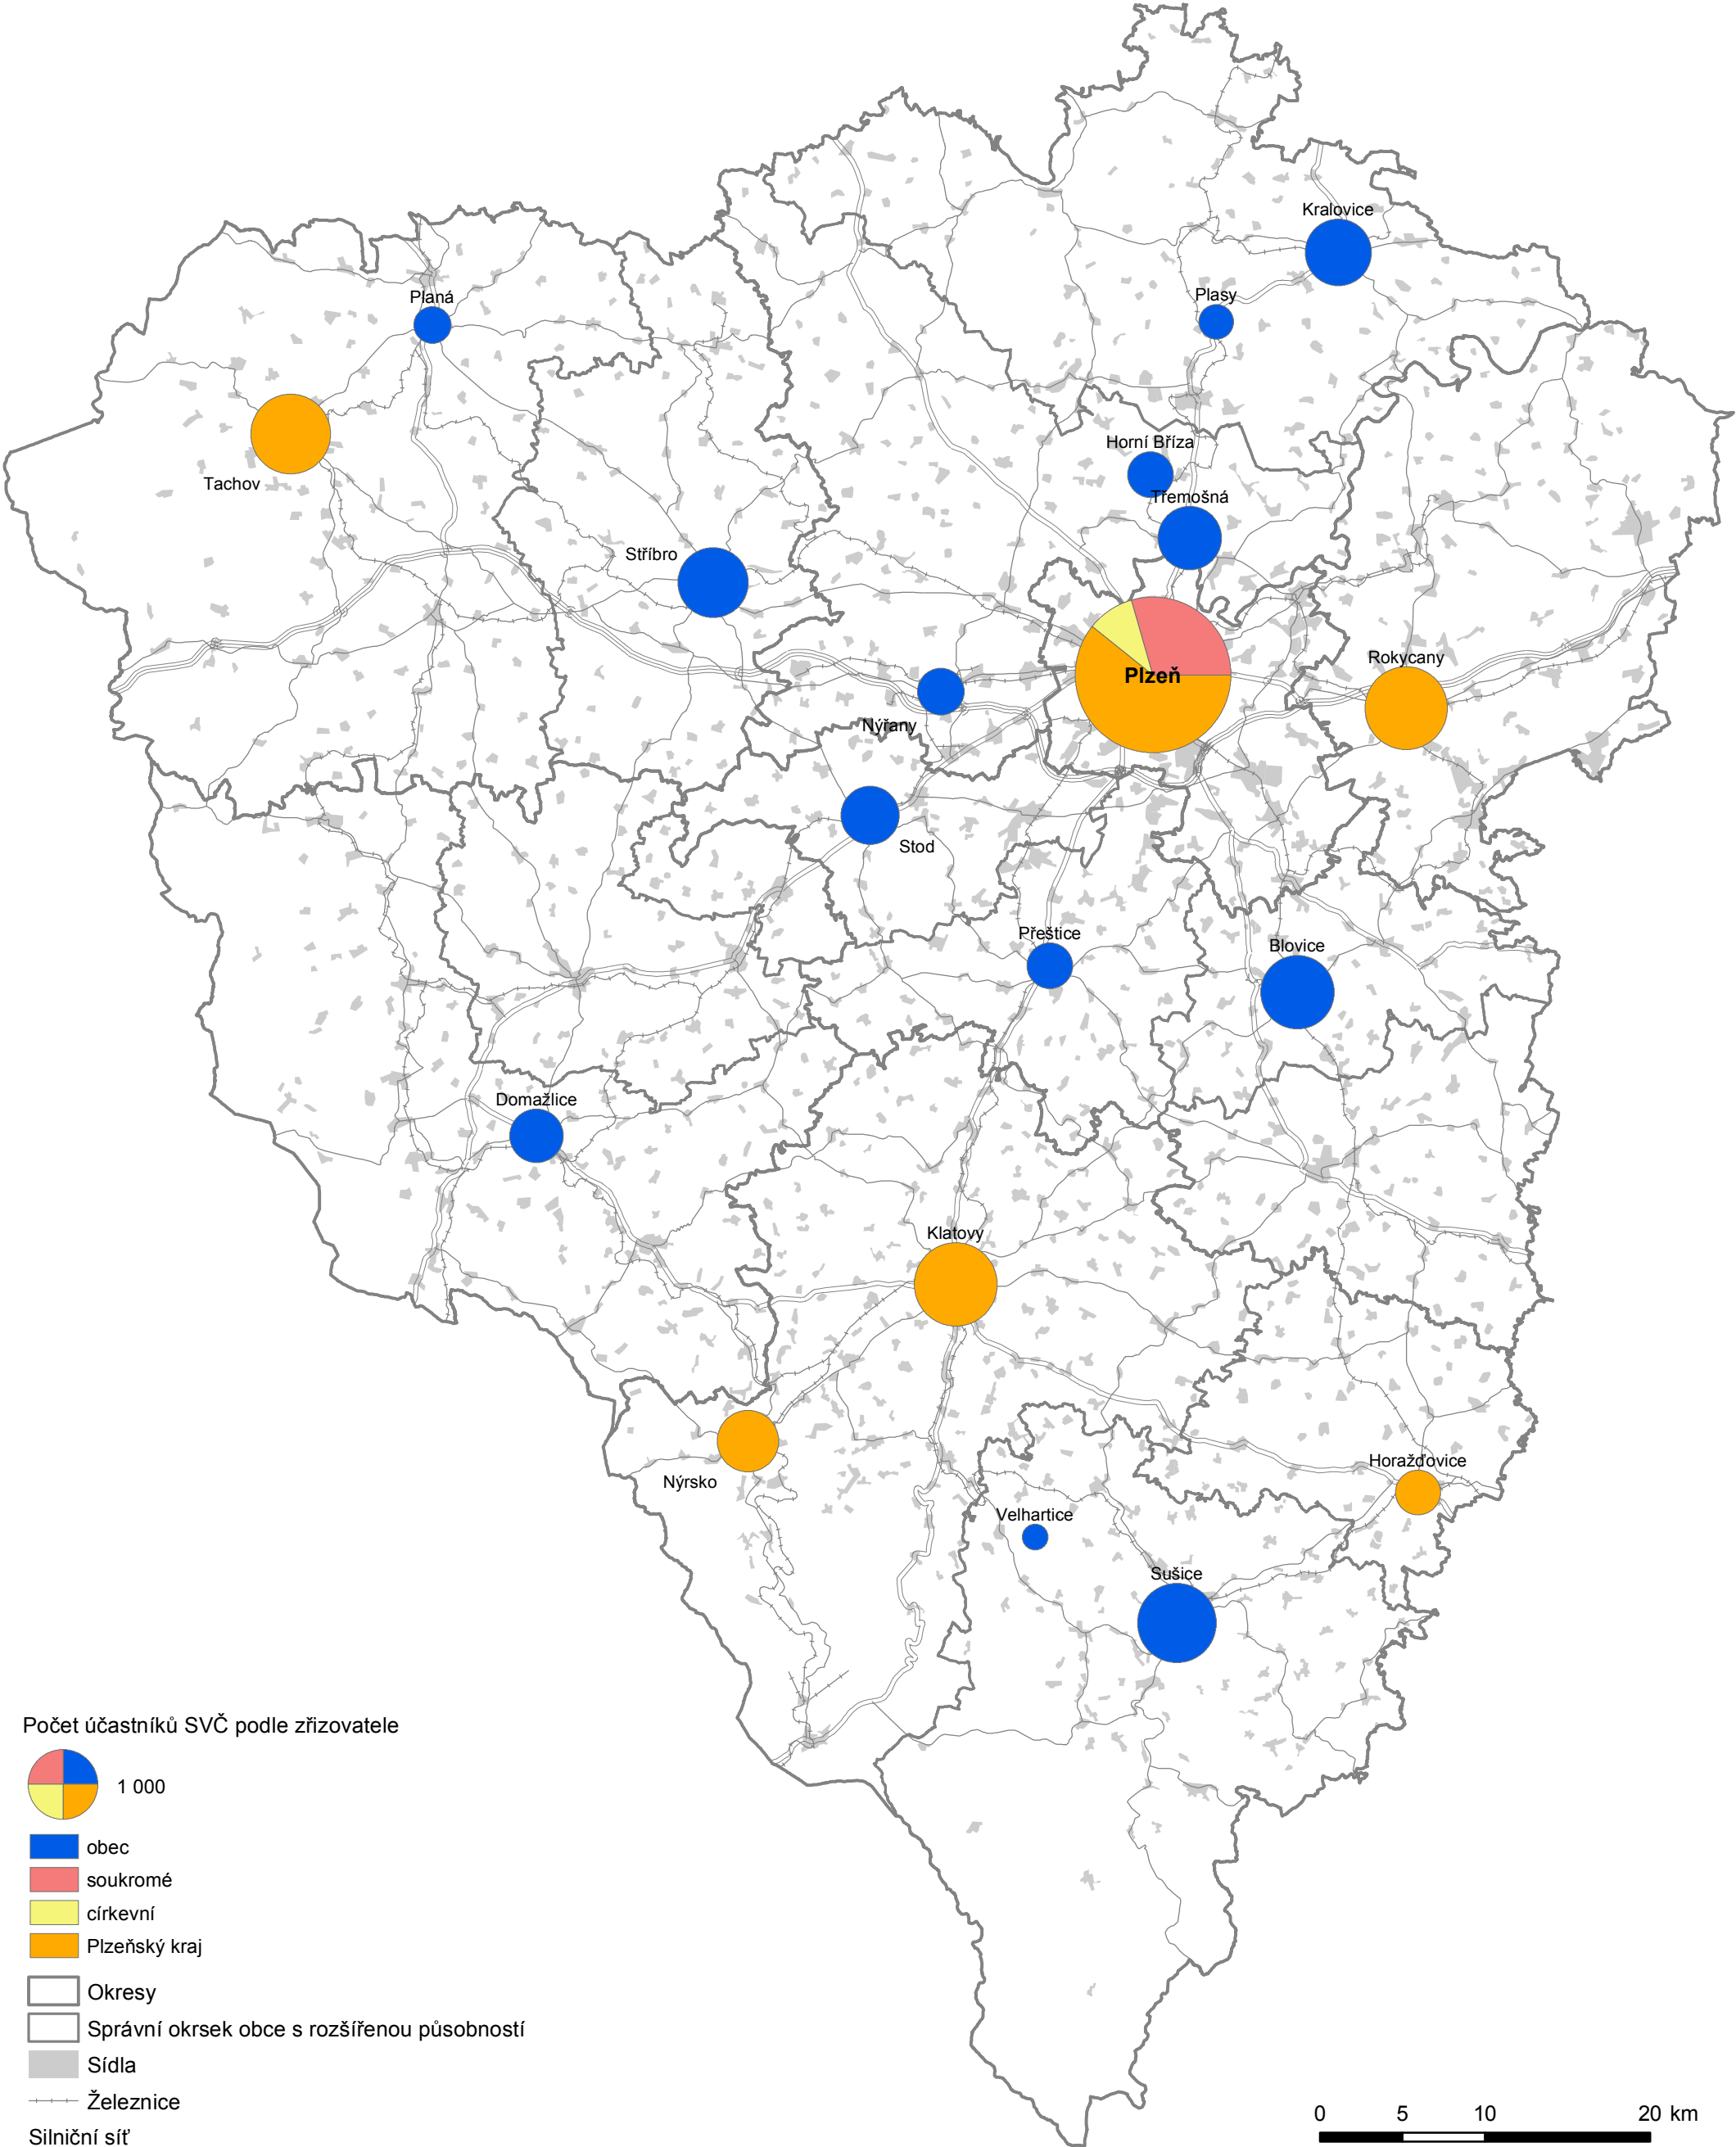 Kralovice
Planá
Plasy
Tachov
Horní Bříza
Třemošná
Stříbro
Plzeň
Rokycany
Nýřany
Stod
Přeštice
Blovice
Domažlice
Klatovy
Nýrsko
Horažďovice
Velhartice
Sušice
Počet účastníků SVČ podle zřizovatele
1 000
obec
soukromé
církevní
Plzeňský kraj
Okresy
Správní okrsek obce s rozšířenou působností
Sídla
Železnice
Silniční síť
0 5 10 20 km